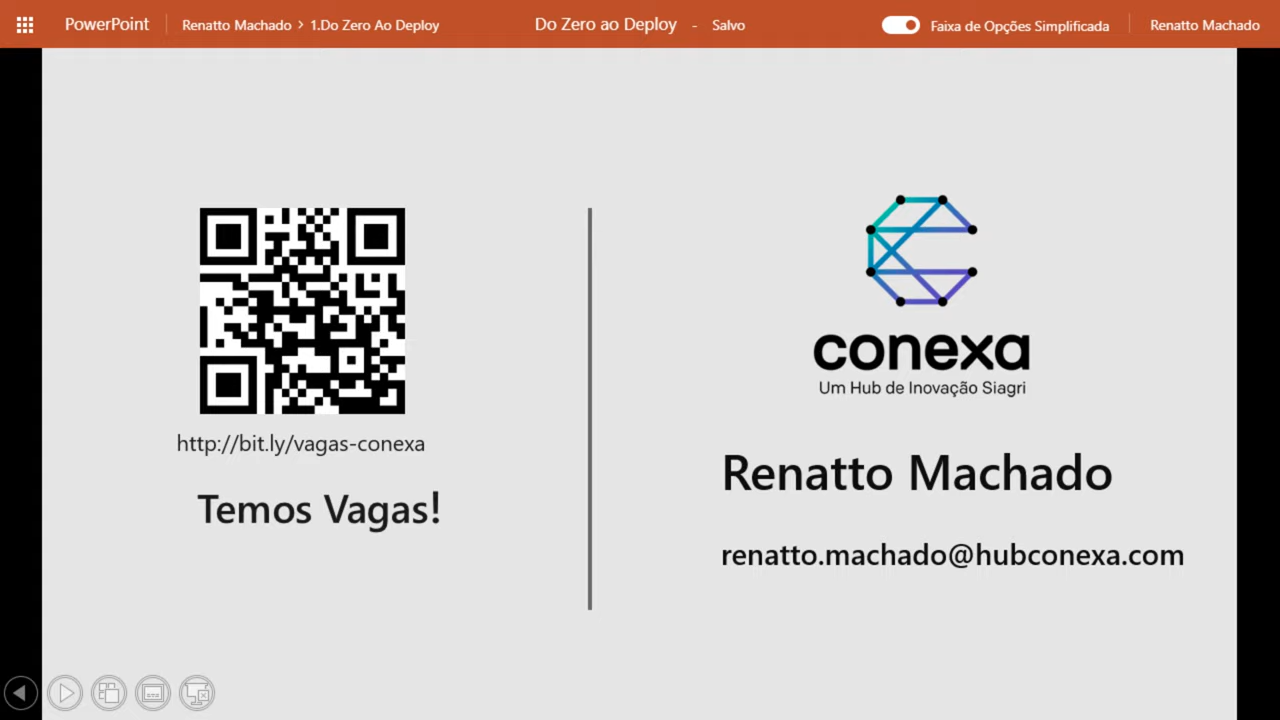 PowerPoint
Renatto Machado > 1.Do Zero Ao Deploy
Do Zero ao Deploy - Salvo
Faixa de Opções Simplificada
Renatto Machado
http://bit.ly/vagas-conexa
Temos Vagas!
conexa
Um Hub de Inovação Siagri
Renatto Machado
renatto.machado@hubconexa.com